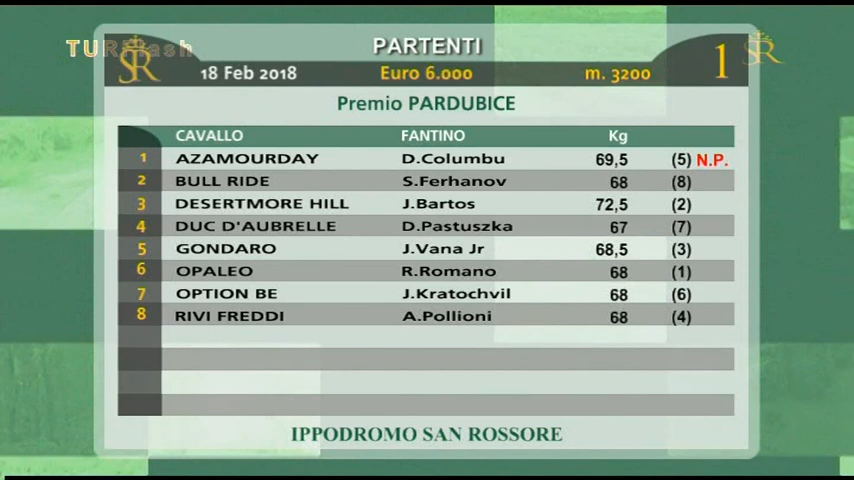 TURFlash
PARTENTI
SR 18 Feb 2018 Euro 6.000 m. 3200 1 SR
Premio PARDUBICE
CAVALLO FANTINO Kg
1 AZAMOURDAY D.Columbu 69,5 (5) N.P.
2 BULL RIDE S.Ferhanov 68 (8)
3 DESERTMORE HILL J.Bartos 72,5 (2)
4 DUC D'AUBRELLE D.Pastuszka 67 (7)
5 GONDARO J.Vana Jr 68,5 (3)
6 OPALEO R.Romano 68 (1)
7 OPTION BE J.Kratochvil 68 (6)
8 RIVI FREDDI A.Pollioni 68 (4)
IPPODROMO SAN ROSSORE